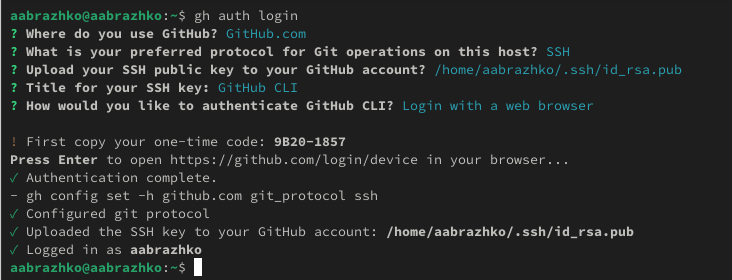 aabrazhko@aabrazhko:~$ gh auth login
? Where do you use GitHub? GitHub.com
? What is your preferred protocol for Git operations on this host? SSH
? Upload your SSH public key to your GitHub account? /home/aabrazhko/.ssh/id_rsa.pub
? Title for your SSH key: GitHub CLI
? How would you like to authenticate GitHub CLI? Login with a web browser
! First copy your one-time code: 9B20-1857
Press Enter to open https://github.com/login/device in your browser...
✓ Authentication complete.
- gh config set -h github.com git_protocol ssh
✓ Configured git protocol
✓ Uploaded the SSH key to your GitHub account: /home/aabrazhko/.ssh/id_rsa.pub
✓ Logged in as aabrazhko
aabrazhko@aabrazhko:~$